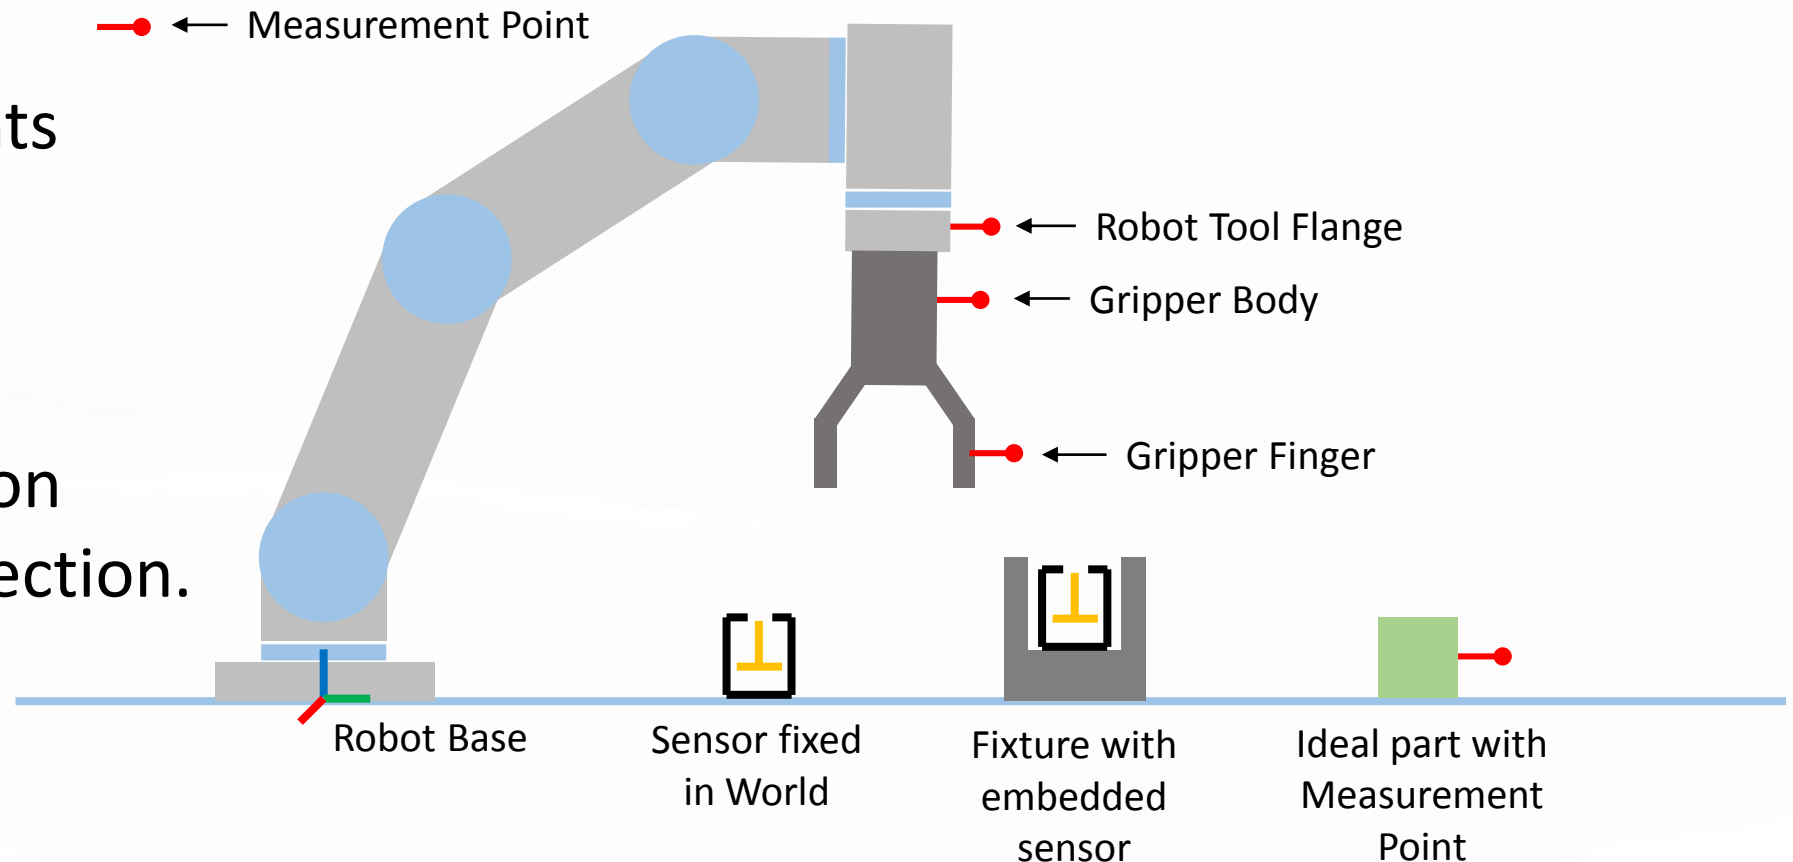 Measurement Point
ts
Robot Tool Flange
Gripper Body
Gripper Finger
on
ection.
Robot Base
Sensor fixed
in World
Fixture with
embedded
sensor
Ideal part with
Measurement
Point